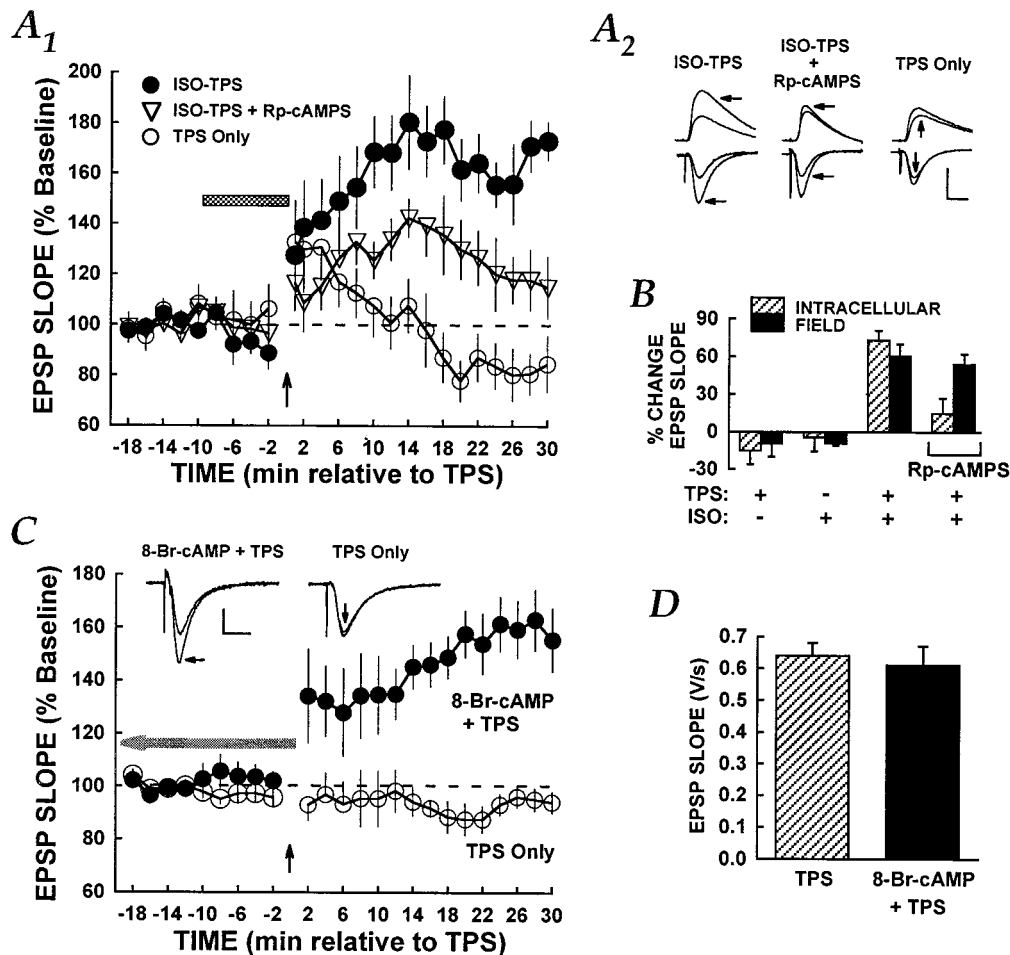 A1
200
180
160
140
120
100
80
60
EPSP SLOPE (% Baseline)
ISO-TPS
ISO-TPS + Rp-cAMPS
TPS Only
-18 -14 -10 -6 -2 2 6 10 14 18 22 26 30
TIME (min relative to TPS)
A2
ISO-TPS
ISO-TPS
+
Rp-cAMPS
TPS Only
B
INTRACELLULAR
FIELD
90
60
30
0
-30
% CHANGE
EPSP SLOPE
Rp-cAMPS
TPS: + - + +
ISO: - + + +
C
8-Br-cAMP + TPS
TPS Only
180
160
140
120
100
80
60
EPSP SLOPE (% Baseline)
8-Br-cAMP
+ TPS
TPS Only
-18 -14 -10 -6 -2 2 6 10 14 18 22 26 30
TIME (min relative to TPS)
D
0.7
0.6
0.5
0.4
0.3
0.2
0.1
0.0
EPSP SLOPE (V/s)
TPS
8-Br-cAMP
+ TPS